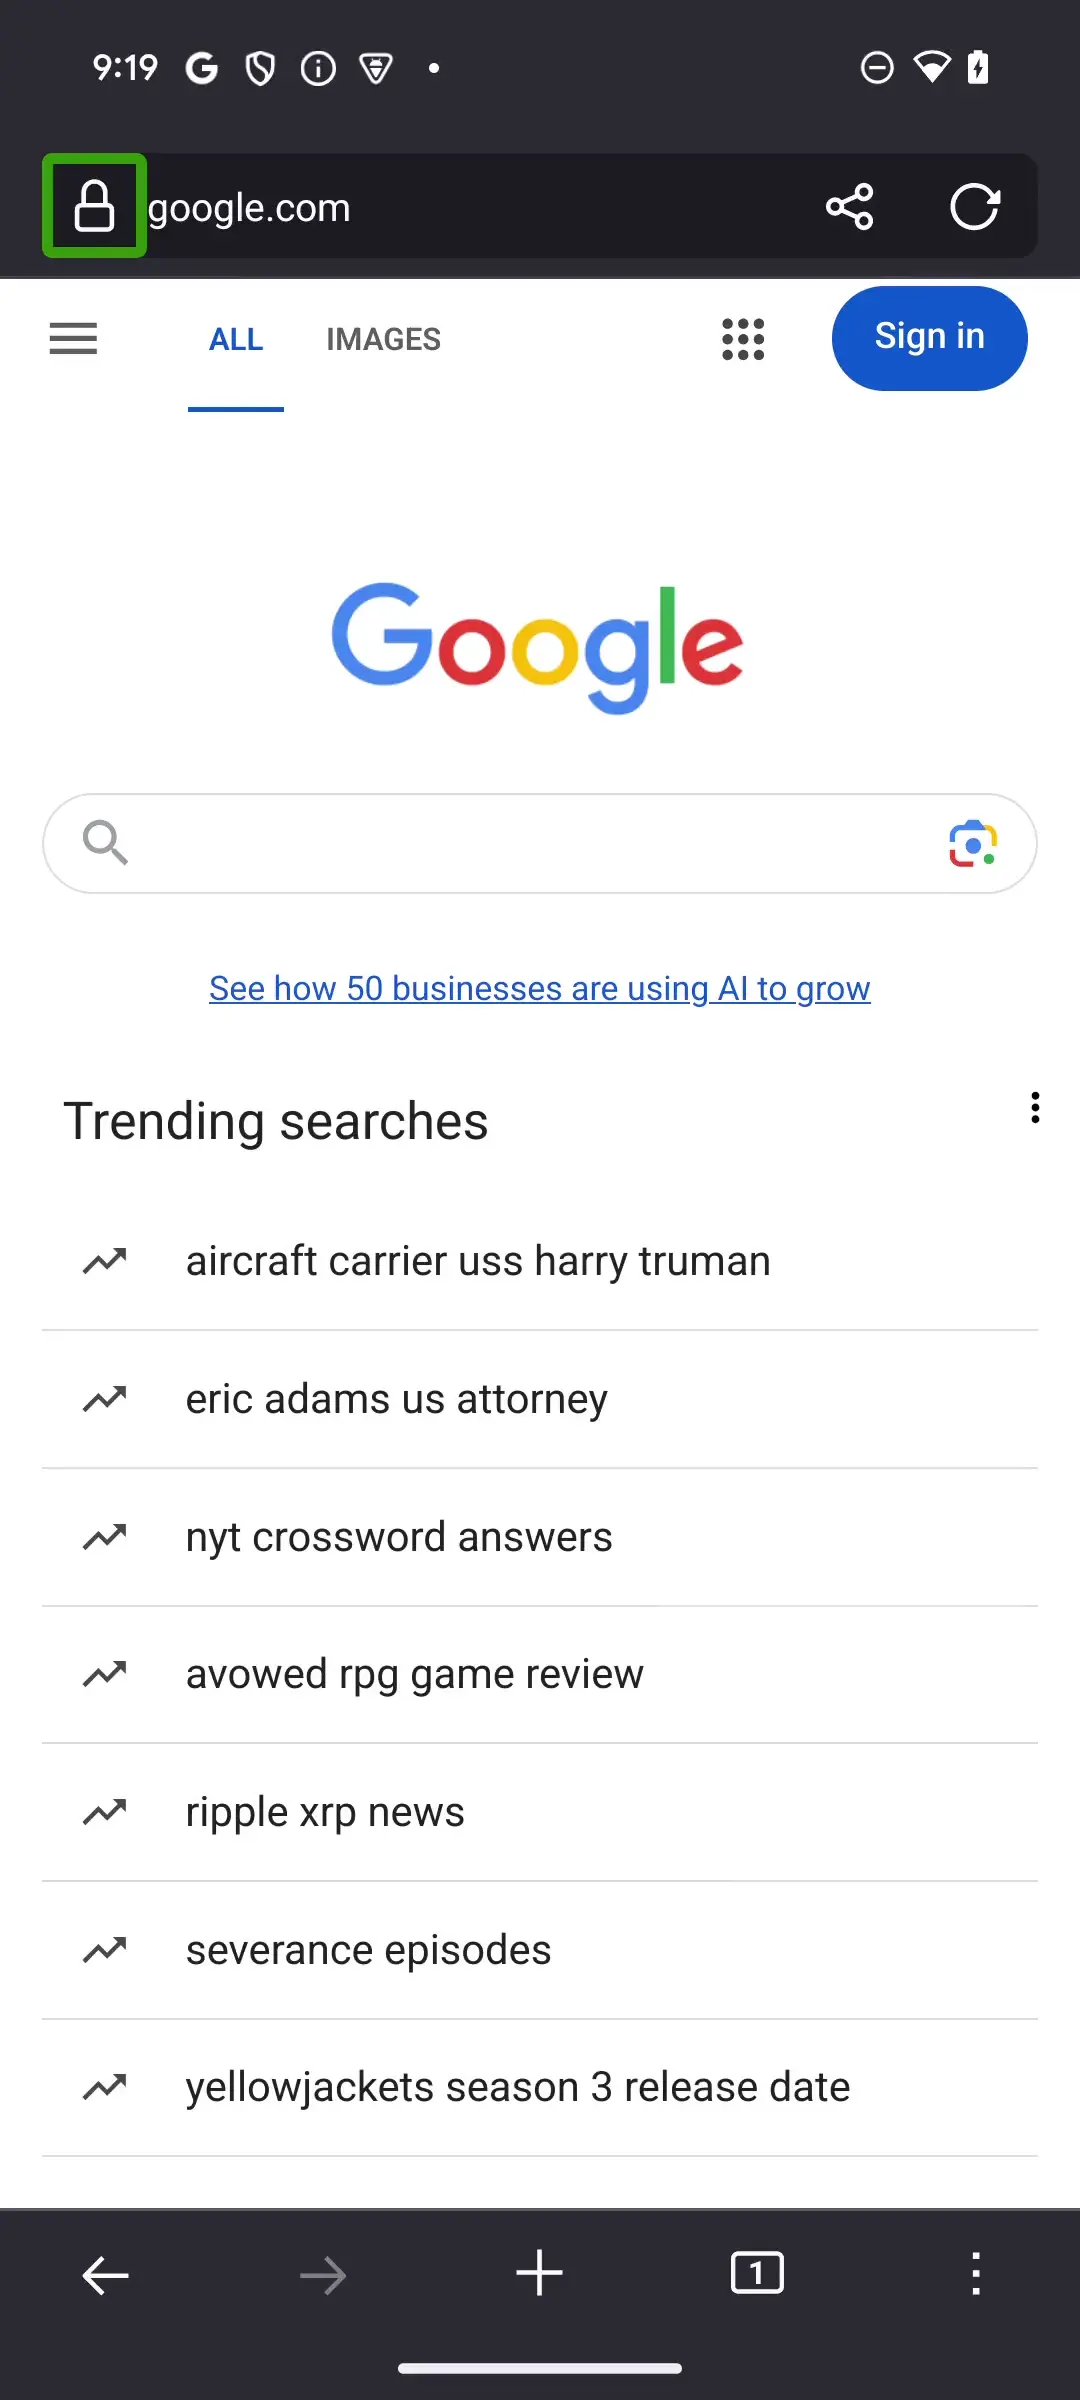 9:19
google.com
ALL IMAGES Sign in
Google
See how 50 businesses are using AI to grow
Trending searches
aircraft carrier uss harry truman
eric adams us attorney
nyt crossword answers
avowed rpg game review
ripple xrp news
severance episodes
yellowjackets season 3 release date
1